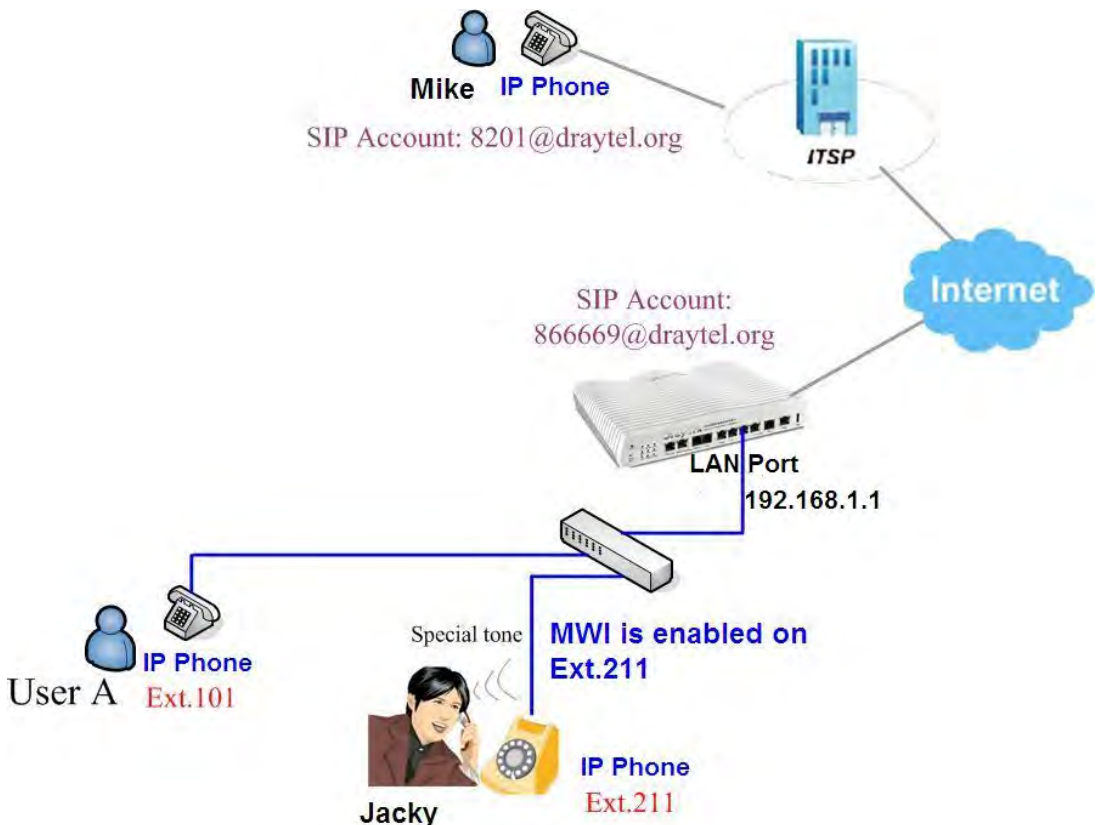 Mike IP Phone
SIP Account: 8201@draytel.org
ITSP
Internet
SIP Account:
866669@draytel.org
LAN Port
192.168.1.1
Special tone
MWI is enabled on
Ext.211
IP Phone
User A Ext.101
IP Phone
Ext.211
Jacky